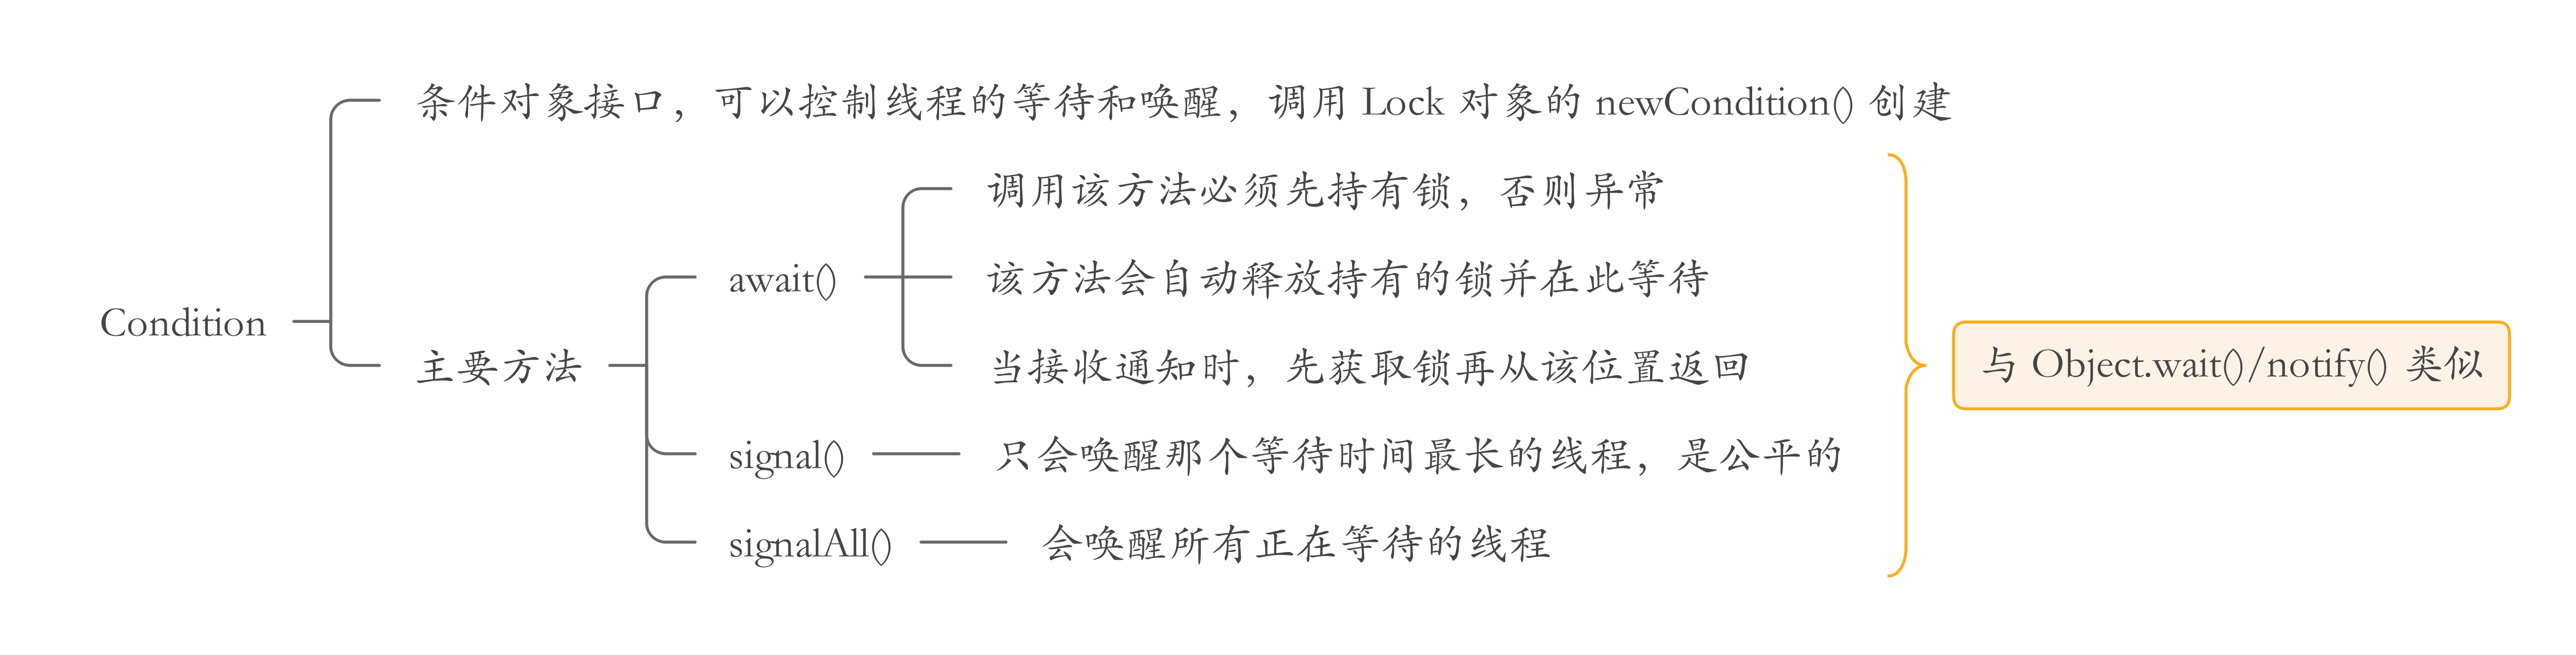 Condition
条件对象接口，可以控制线程的等待和唤醒，调用 Lock 对象的 newCondition() 创建
主要方法
await()
调用该方法必须先持有锁，否则异常
该方法会自动释放持有的锁并在此等待
当接收通知时，先获取锁再从该位置返回
signal()
只会唤醒那个等待时间最长的线程，是公平的
signalAll()
会唤醒所有正在等待的线程
与 Object.wait()/notify() 类似